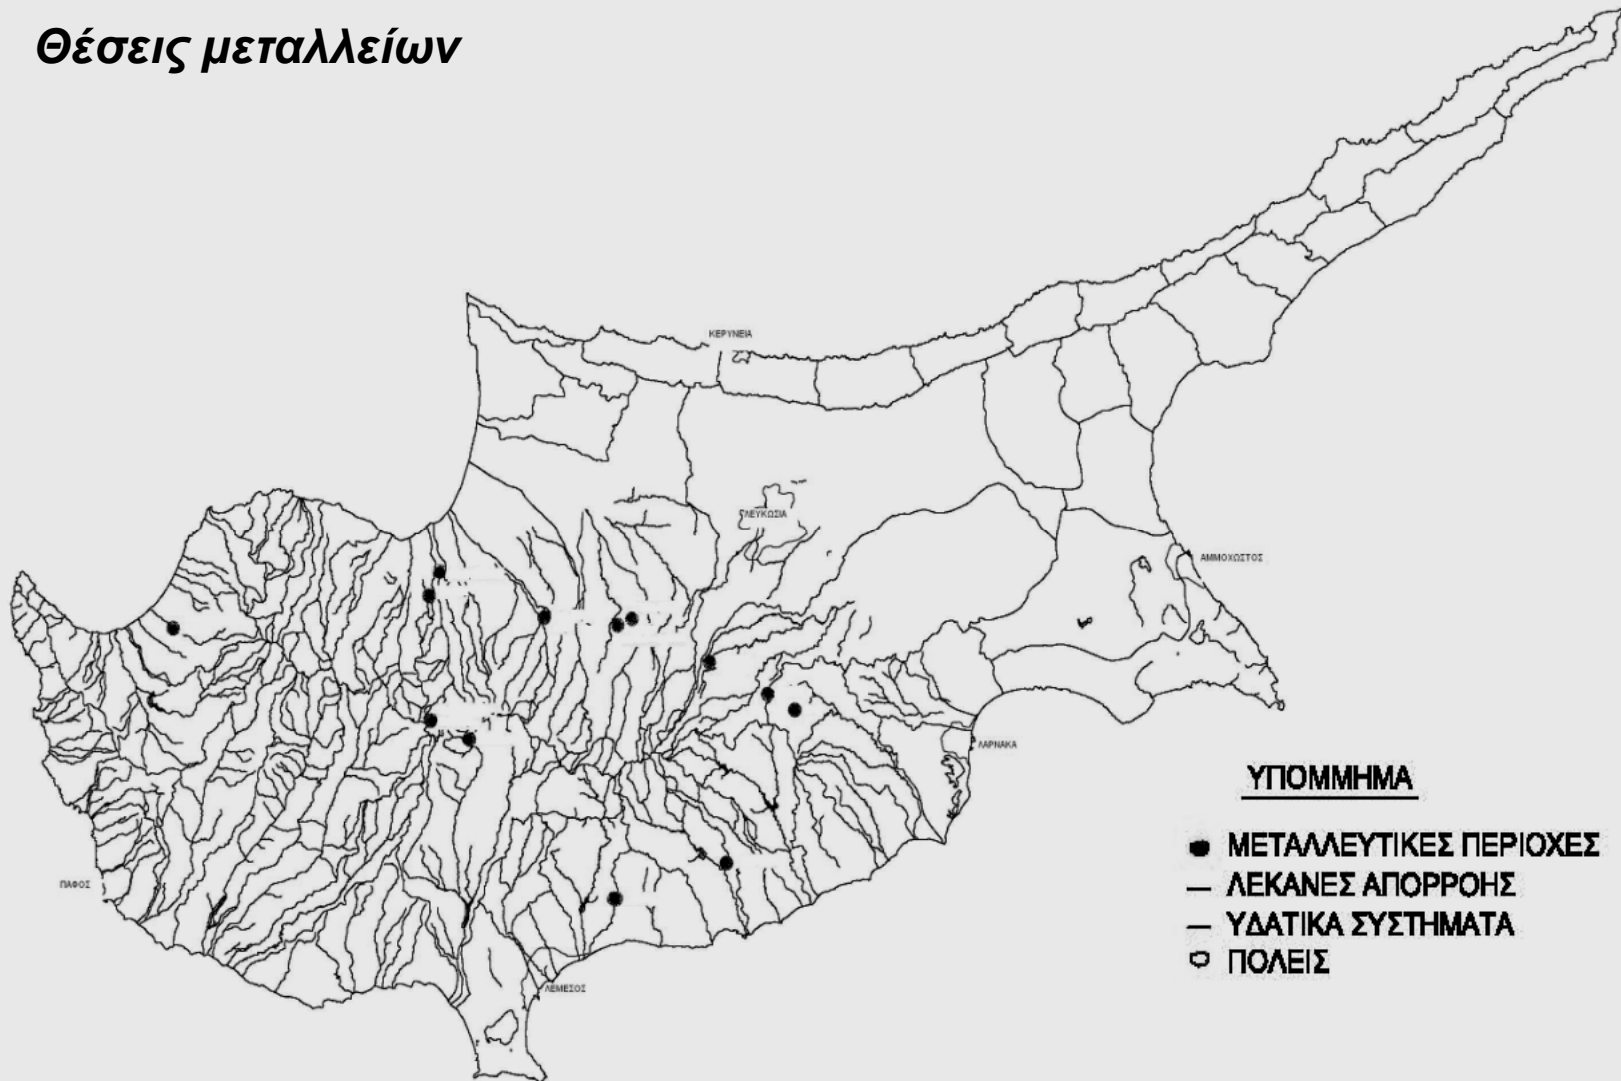 Θέσεις μεταλλείων
ΚΕΡΥΝΕΙΑ
ΛΕΥΚΩΣΙΑ
ΑΜΜΟΧΩΣΤΟΣ
ΛΑΡΝΑΚΑ
ΠΑΦΟΣ
ΛΕΜΕΣΟΣ
ΥΠΟΜΜΗΜΑ
ΜΕΤΑΛΛΕΥΤΙΚΕΣ ΠΕΡΙΟΧΕΣ
ΛΕΚΑΝΕΣ ΑΠΟΡΡΟΗΣ
ΥΔΑΤΙΚΑ ΣΥΣΤΗΜΑΤΑ
ΠΟΛΕΙΣ